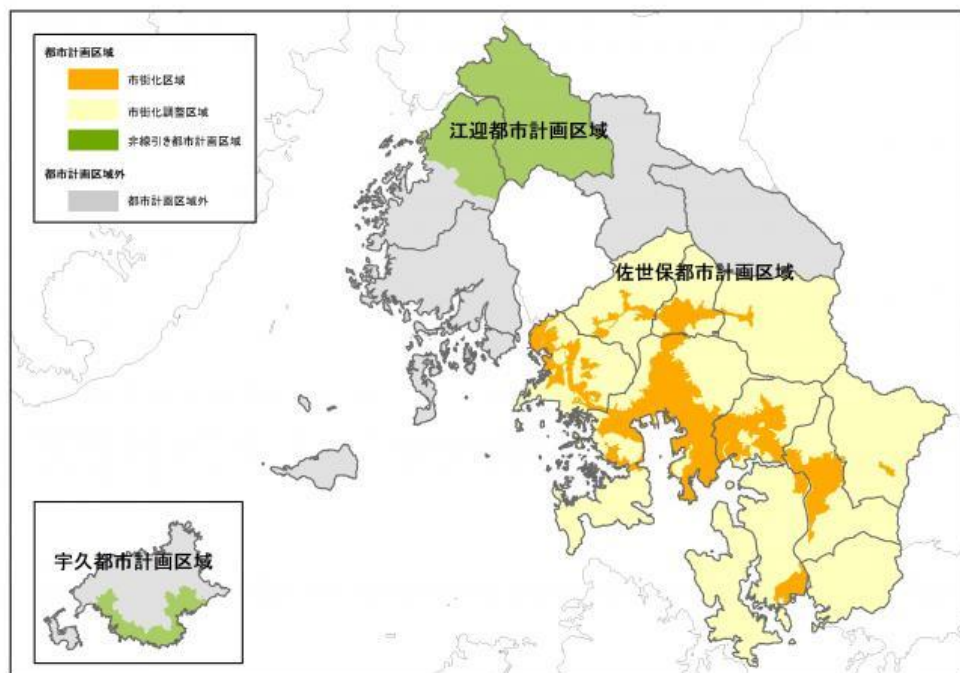 都市計画区域
市街化区域
市街化調整区域
非線引き都市計画区域
都市計画区域外
都市計画区域外
江迎都市計画区域
佐世保都市計画区域
宇久都市計画区域